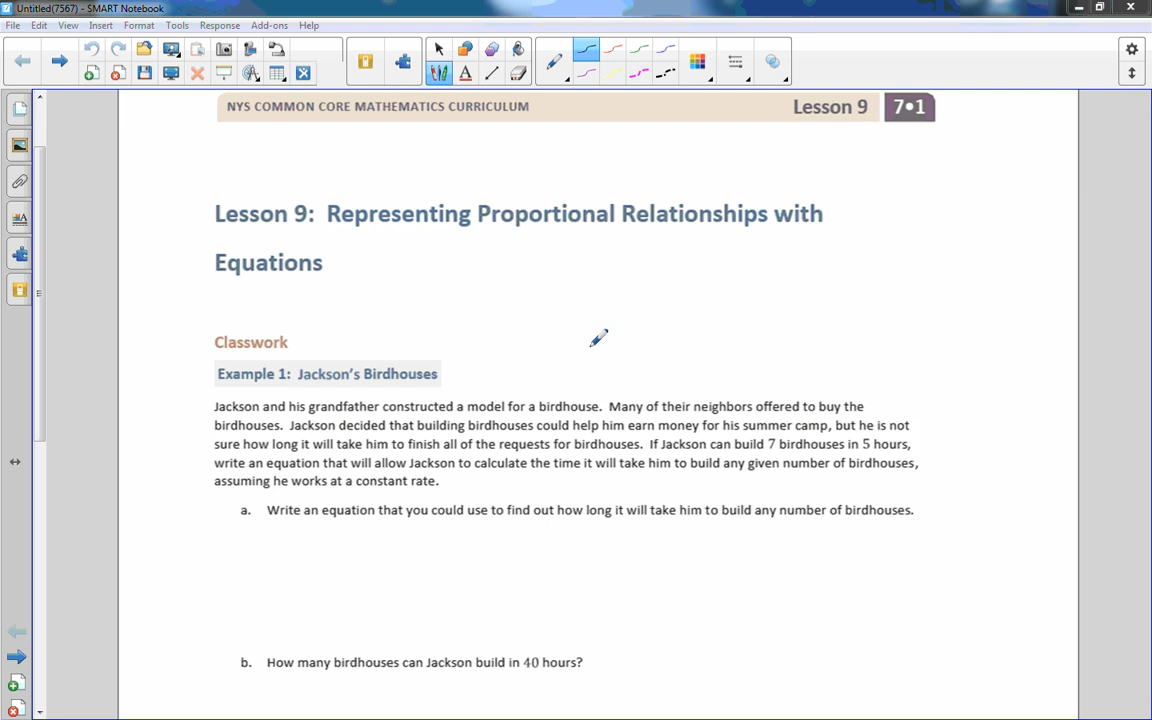 Untitled(7567) - SMART Notebook
File Edit View Insert Format Tools Response Add-ons Help
NYS COMMON CORE MATHEMATICS CURRICULUM Lesson 9 7•1
Lesson 9: Representing Proportional Relationships with
Equations
Classwork
Example 1: Jackson's Birdhouses
Jackson and his grandfather constructed a model for a birdhouse. Many of their neighbors offered to buy the
birdhouses. Jackson decided that building birdhouses could help him earn money for his summer camp, but he is not
sure how long it will take him to finish all of the requests for birdhouses. If Jackson can build 7 birdhouses in 5 hours,
write an equation that will allow Jackson to calculate the time it will take him to build any given number of birdhouses,
assuming he works at a constant rate.
a. Write an equation that you could use to find out how long it will take him to build any number of birdhouses.
b. How many birdhouses can Jackson build in 40 hours?